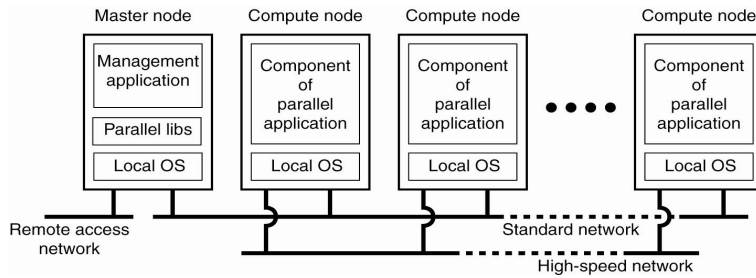 Master node
Compute node
Compute node
Compute node
Management
application
Parallel libs
Local OS
Component
of
parallel
application
Local OS
Component
of
parallel
application
Local OS
Component
of
parallel
application
Local OS
Remote access
network
Standard network
High-speed network